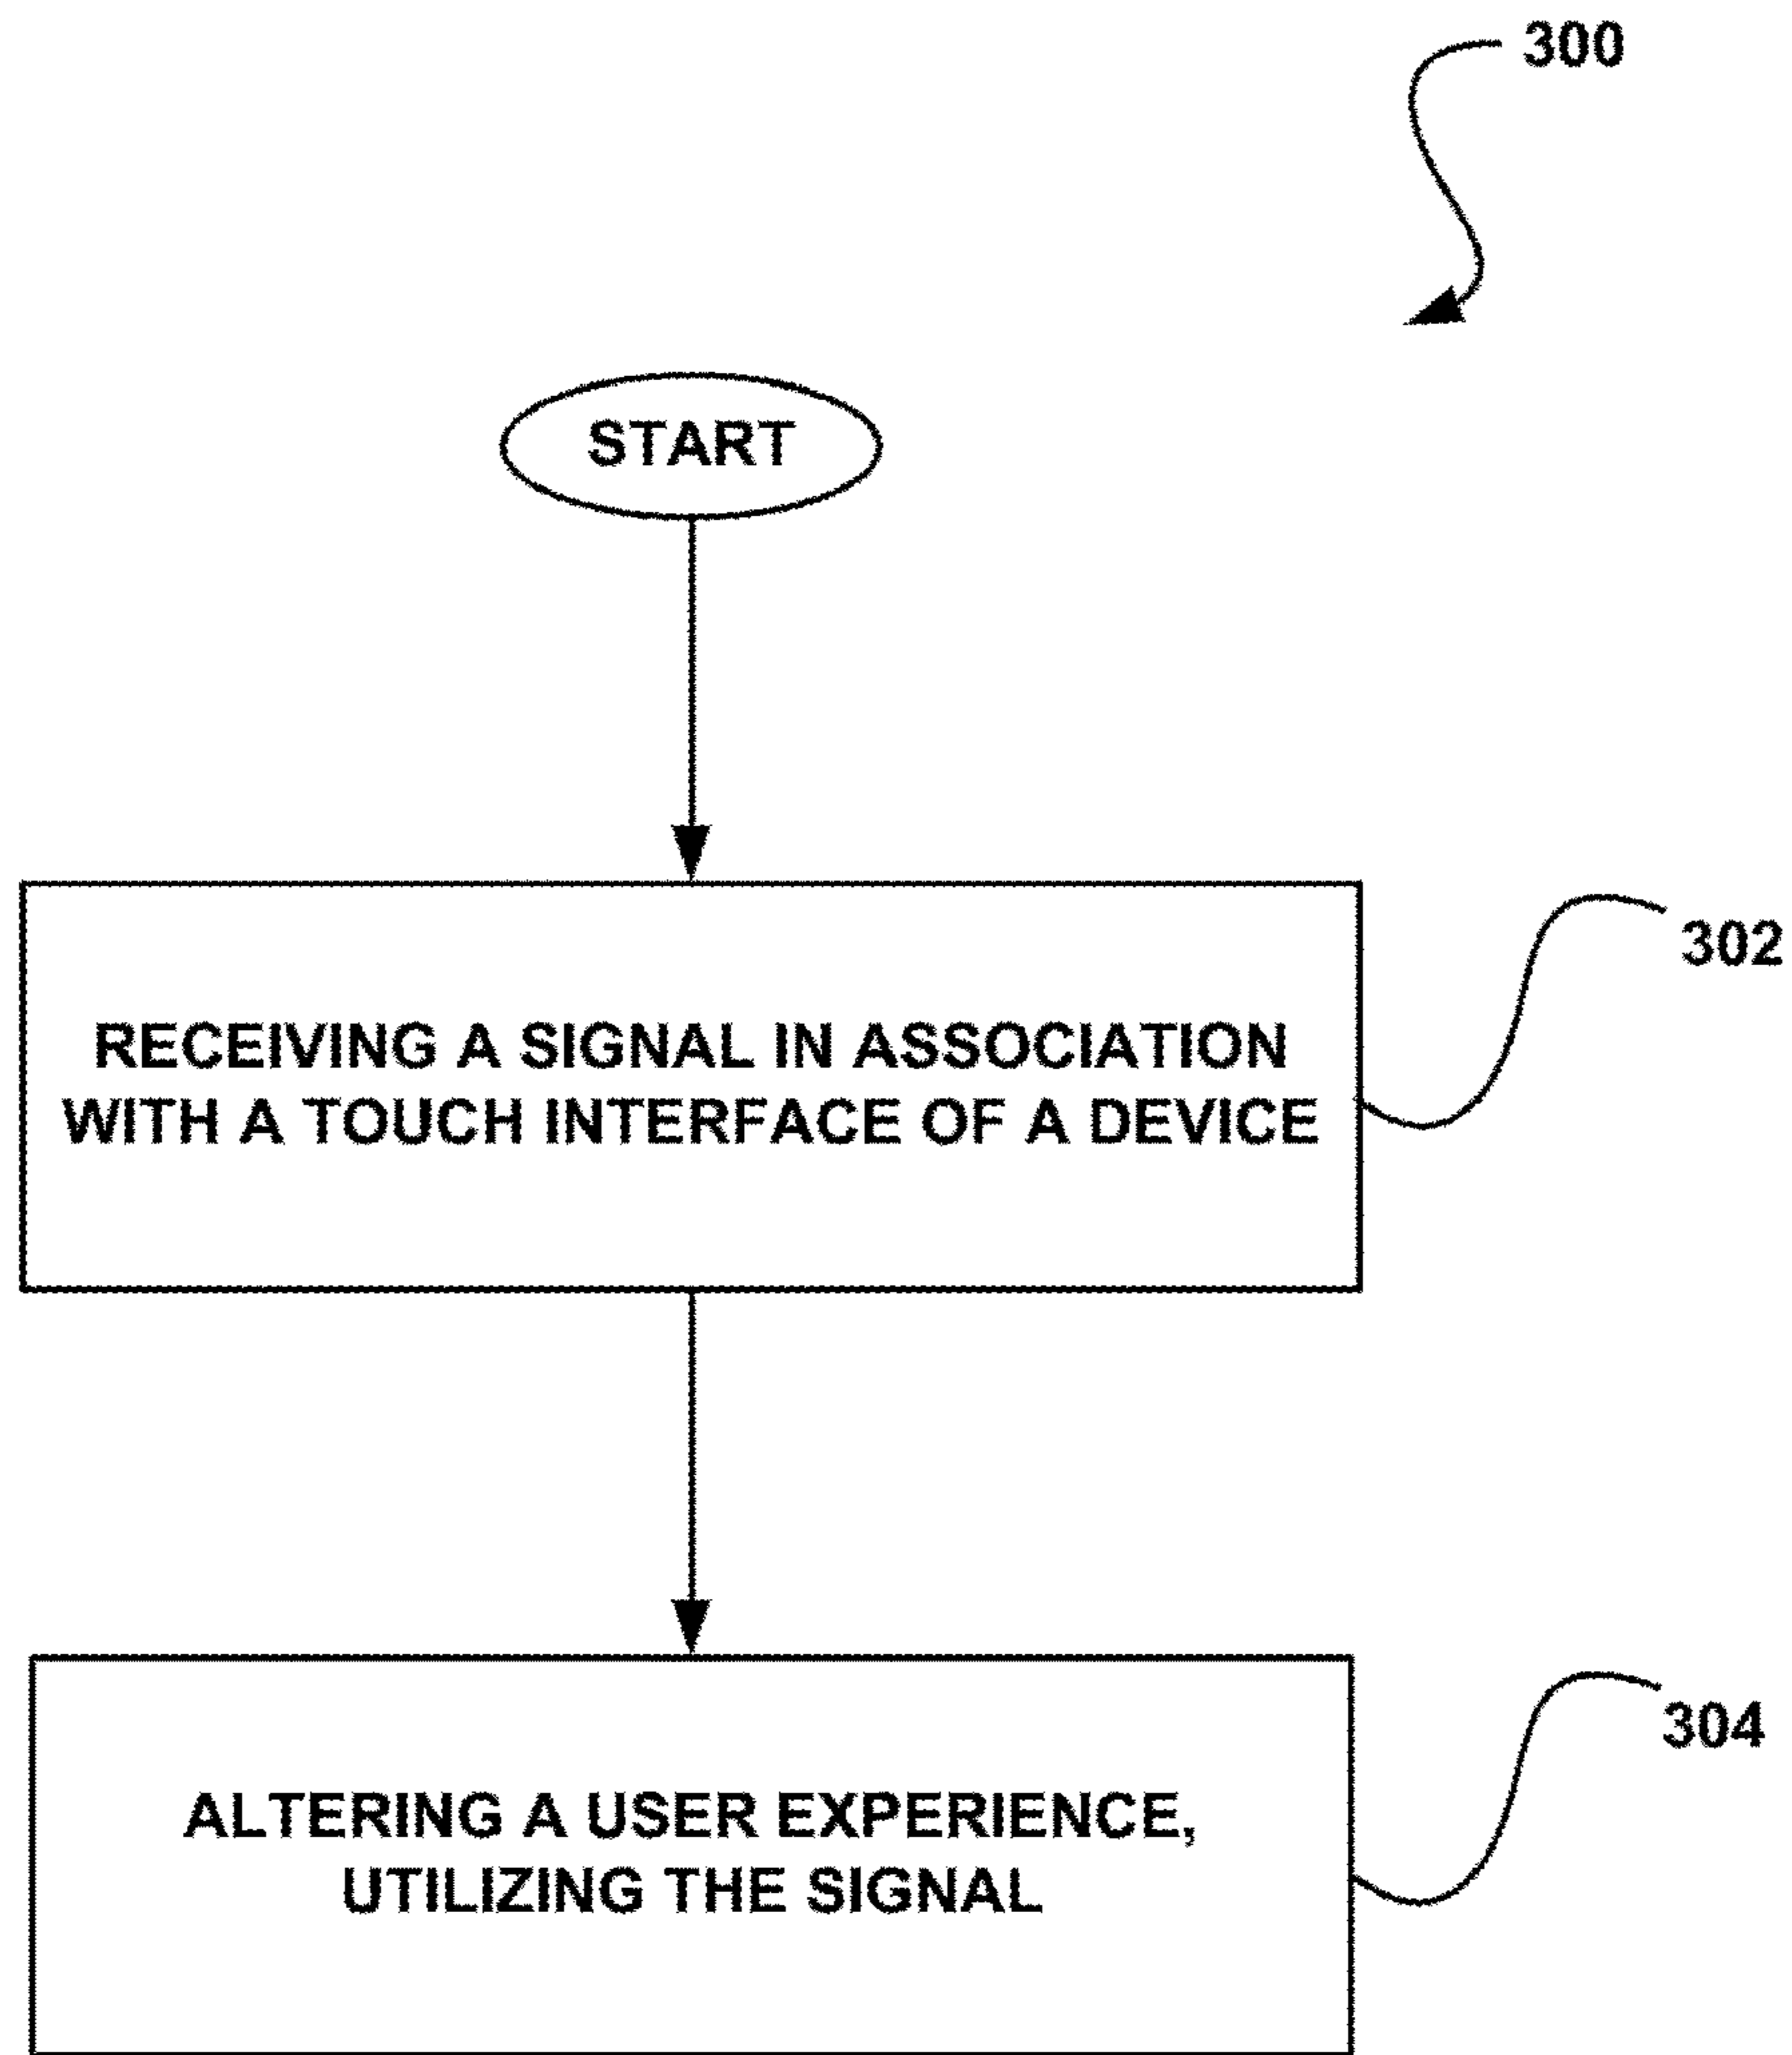 300
START
302
RECEIVING A SIGNAL IN ASSOCIATION
WITH A TOUCH INTERFACE OF A DEVICE
304
ALTERING A USER EXPERIENCE,
UTILIZING THE SIGNAL